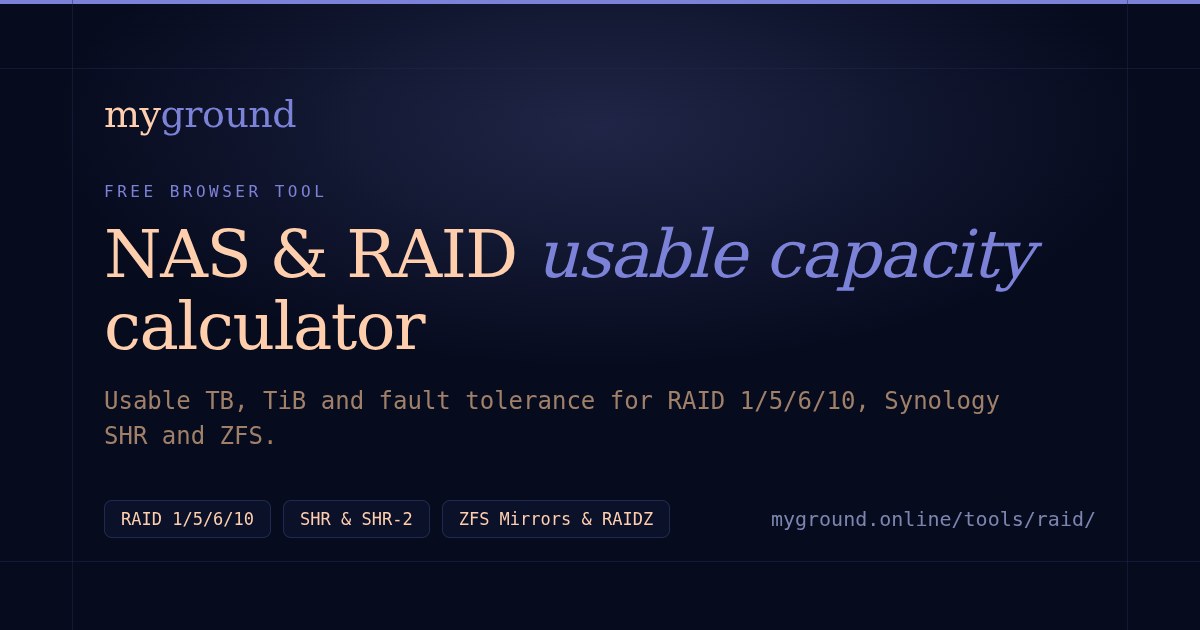 myground
FREE BROWSER TOOL
NAS & RAID usable capacity
calculator
Usable TB, TiB and fault tolerance for RAID 1/5/6/10, Synology
SHR and ZFS.
RAID 1/5/6/10
SHR & SHR-2
ZFS Mirrors & RAIDZ
myground.online/tools/raid/